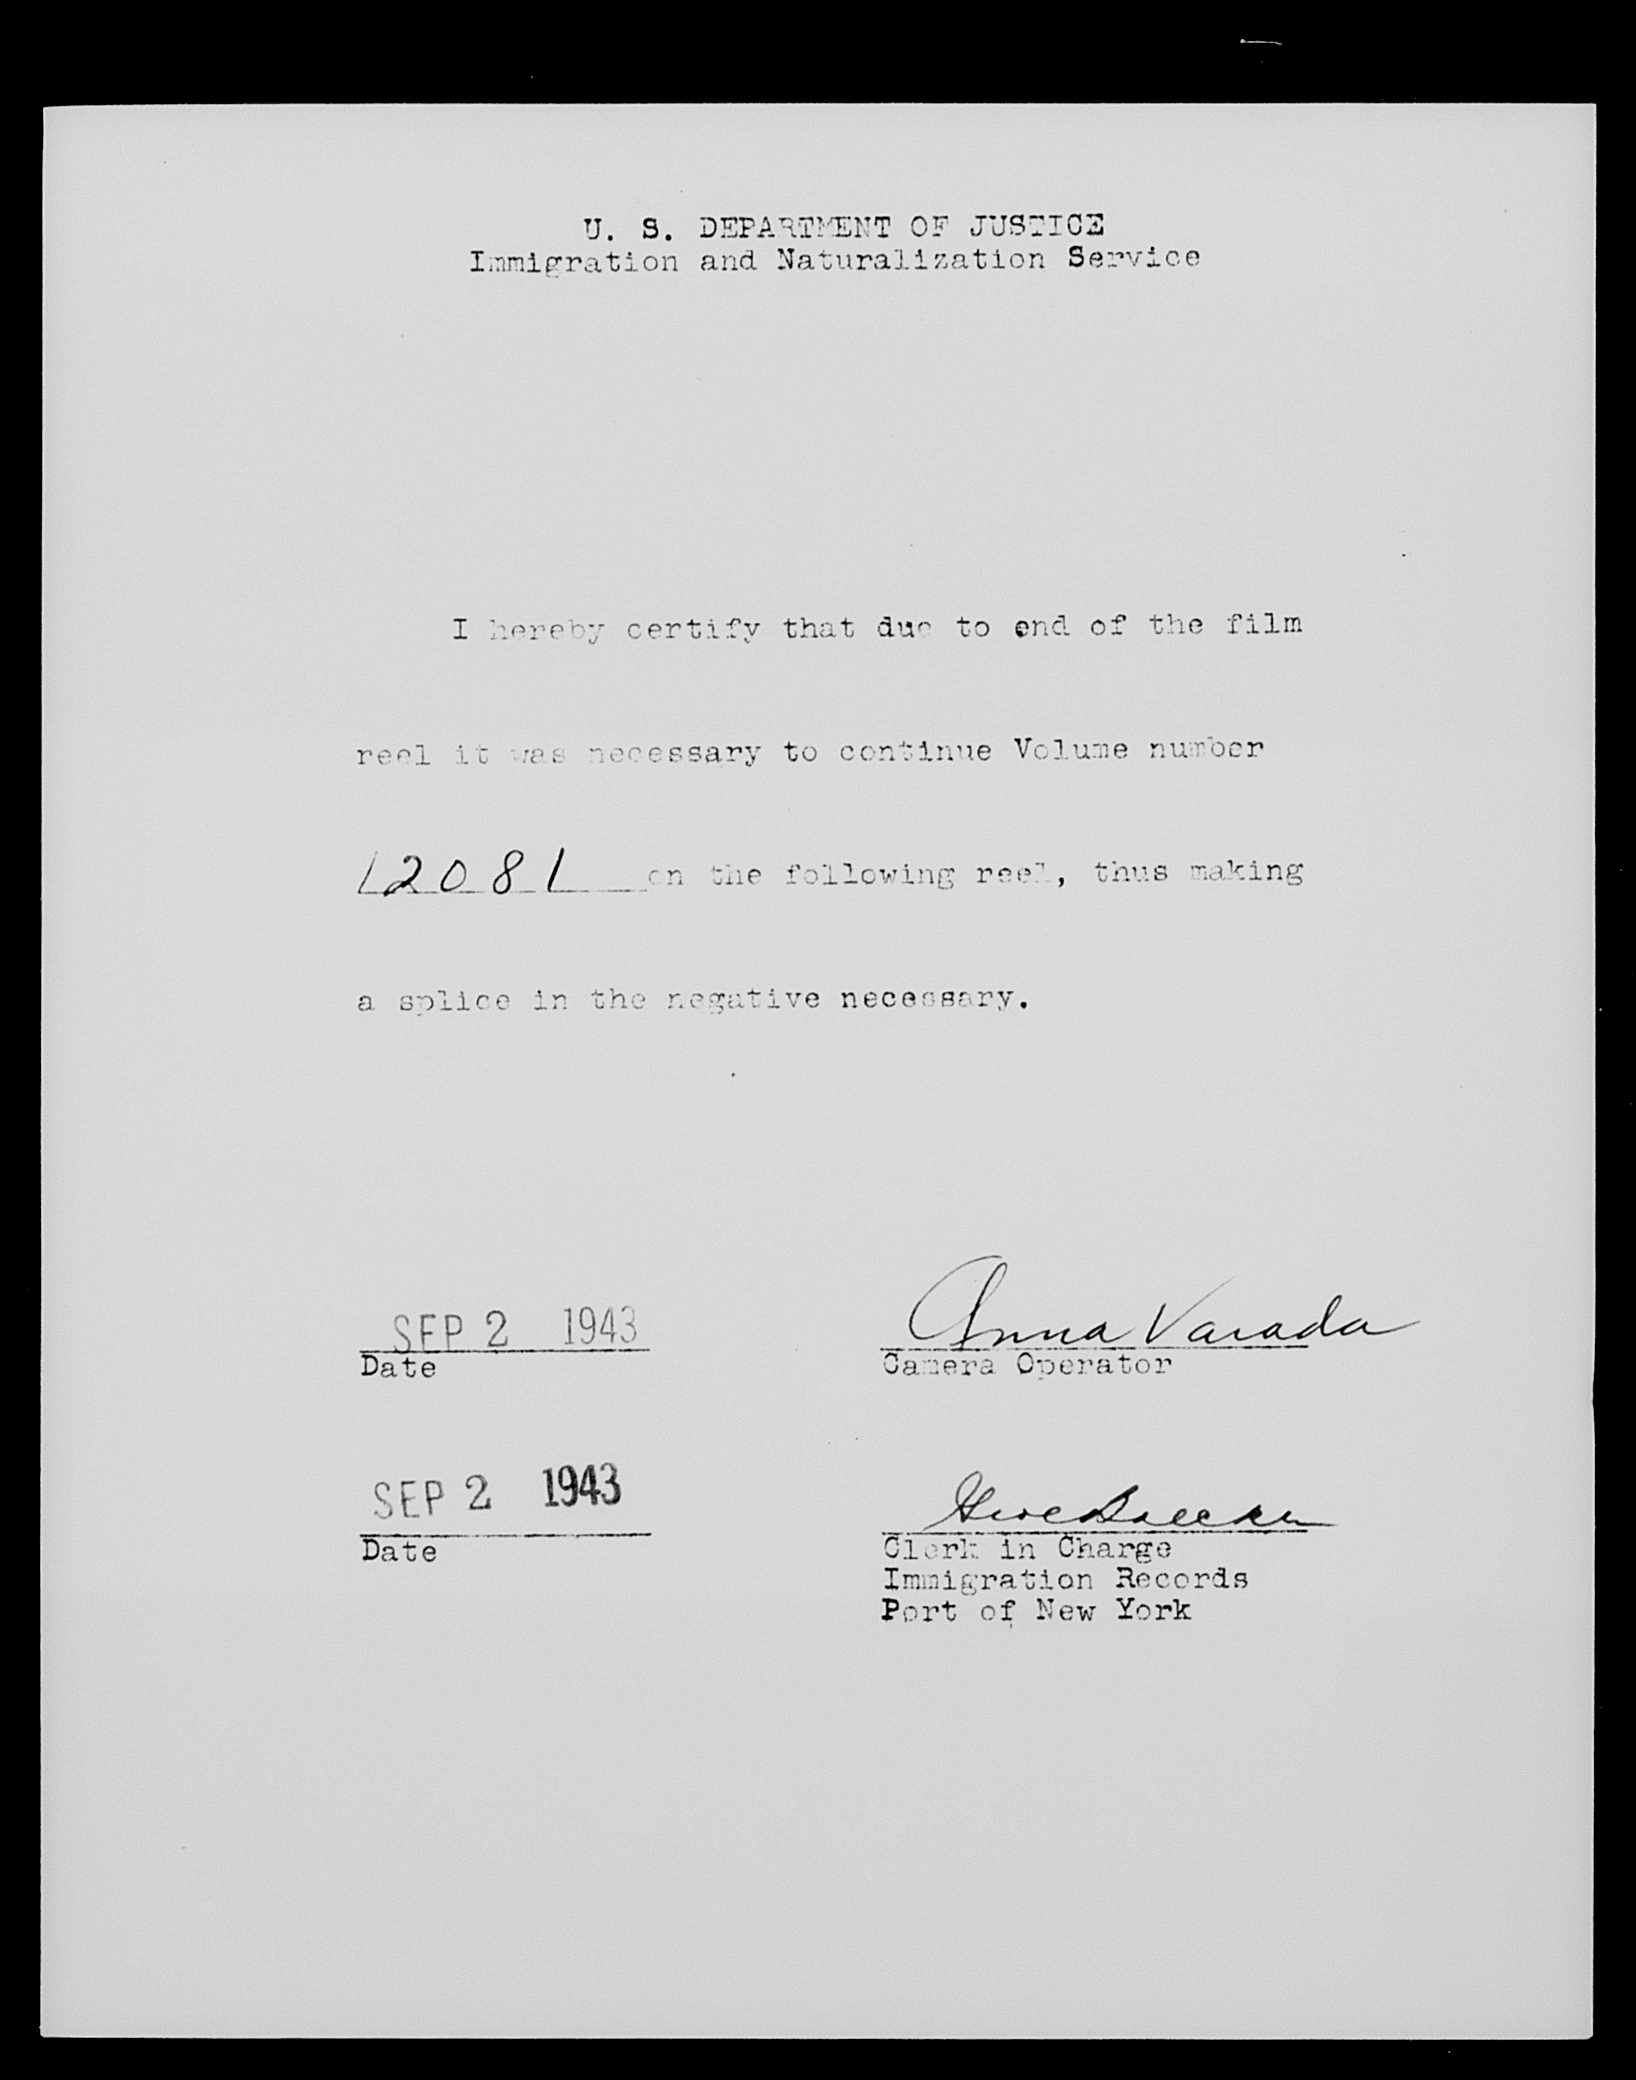 U. S. DEPARTMENT OF JUSTICE
Immigration and Naturalization Service
I hereby certify that due to end of the film
reel it was necessary to continue Volume number
12081 on the following reel, thus making
a splice in the negative necessary.
SEP 2 1943
Date
Anna Varada
Camera Operator
SEP 2 1943
Date
Clerk in Charge
Immigration Records
Port of New York